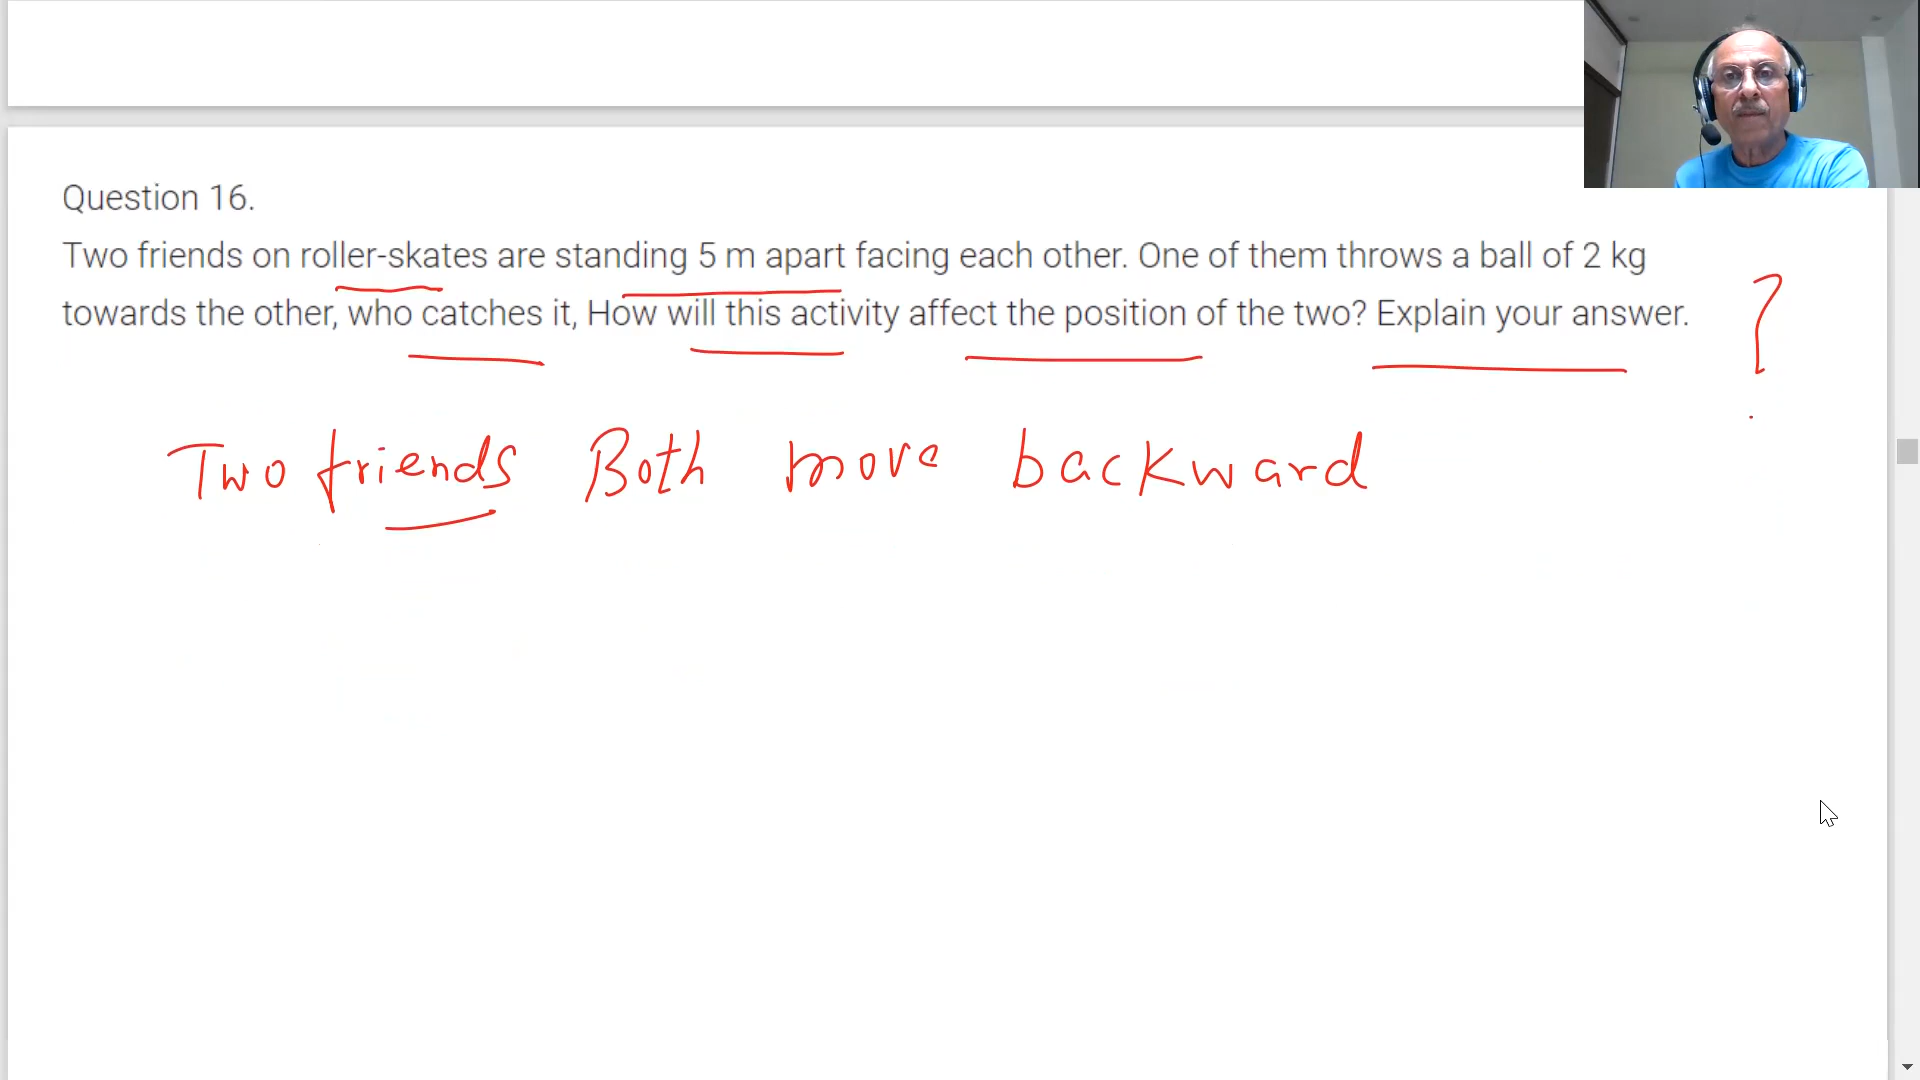 Question 16.
Two friends on roller-skates are standing 5 m apart facing each other. One of them throws a ball of 2 kg
towards the other, who catches it, How will this activity affect the position of the two? Explain your answer.
?
Two friends Both move backward